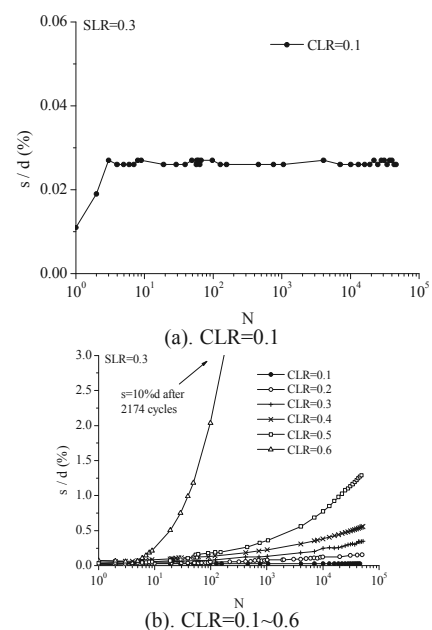 SLR=0.3
CLR=0.1
0.06
0.04
0.02
0.00
s / d (%)
10^0 10^1 10^2 10^3 10^4 10^5
N
(a). CLR=0.1
SLR=0.3
s=10%d after
2174 cycles
CLR=0.1
CLR=0.2
CLR=0.3
CLR=0.4
CLR=0.5
CLR=0.6
3.0
2.5
2.0
1.5
1.0
0.5
0.0
s / d (%)
10^0 10^1 10^2 10^3 10^4 10^5
N
(b). CLR=0.1~0.6